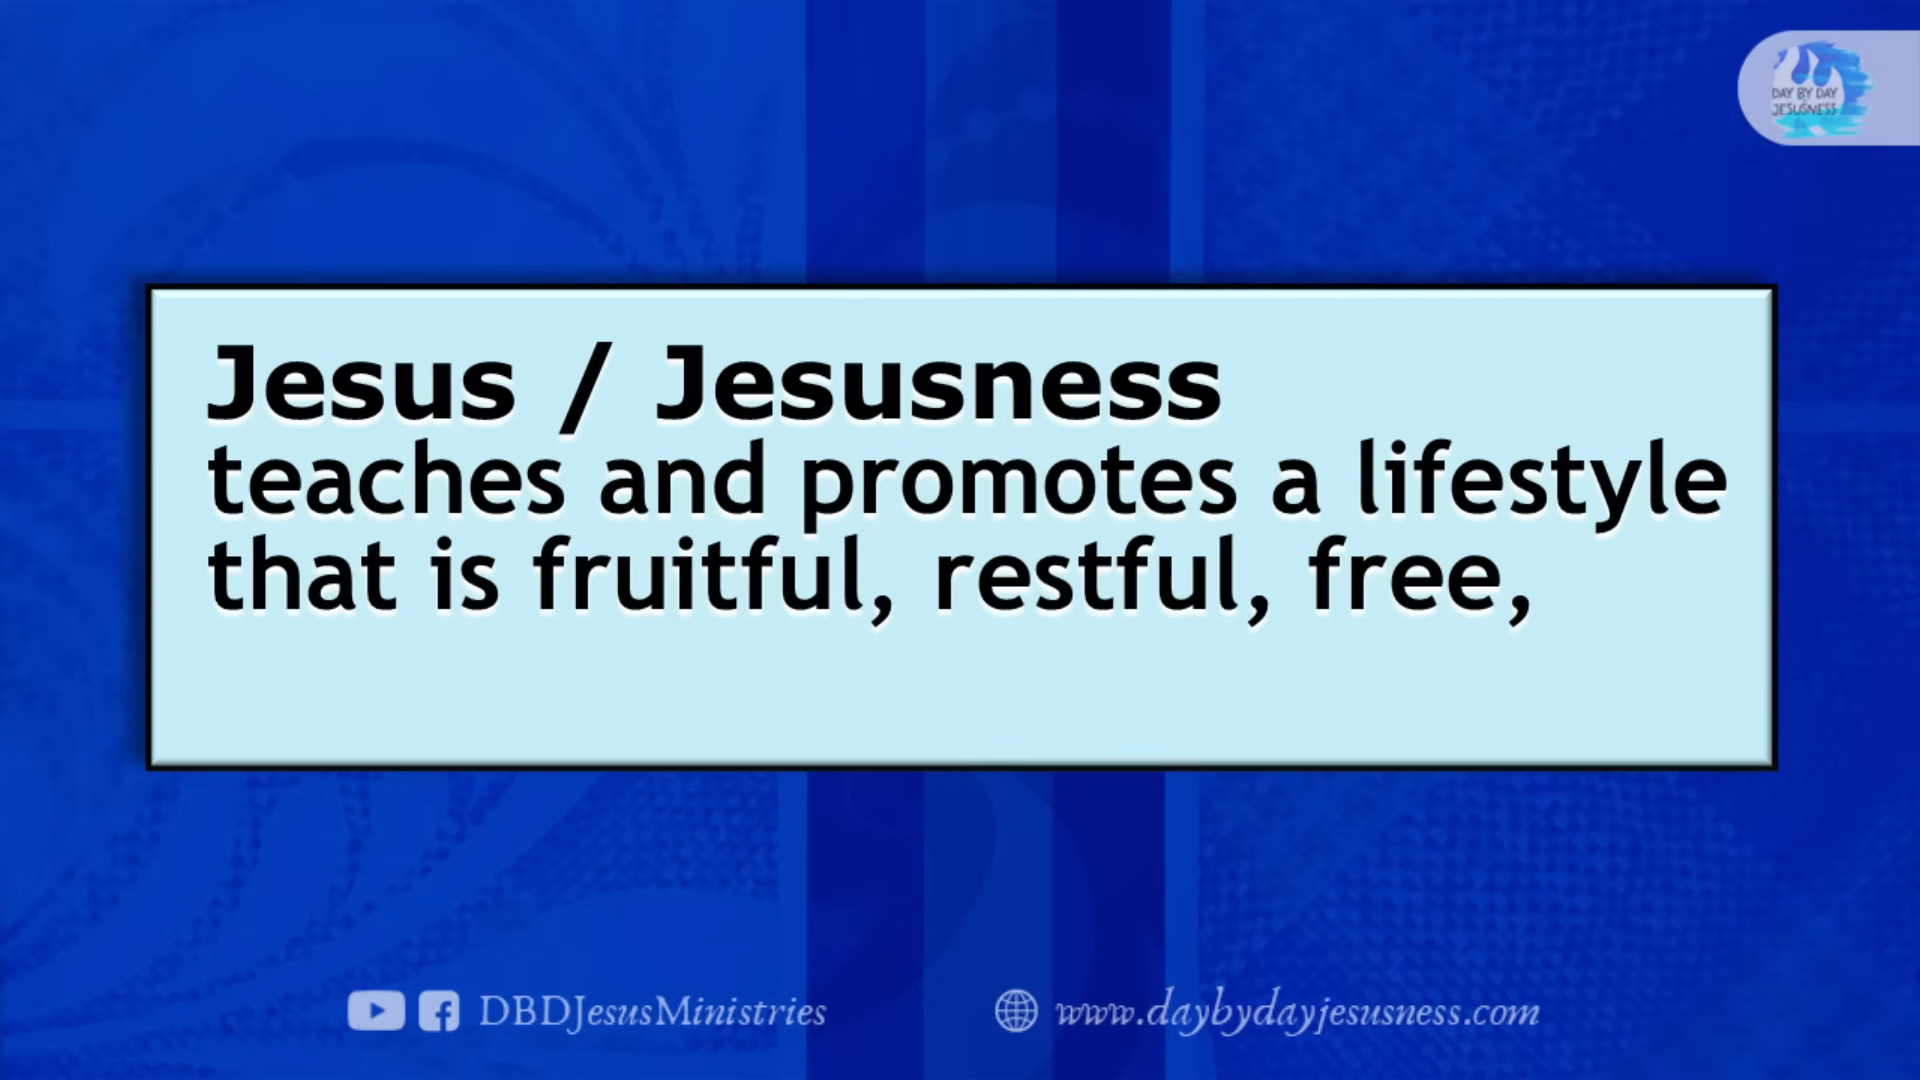 DAY BY DAY
JESUSNESS
Jesus / Jesusness
teaches and promotes a lifestyle
that is fruitful, restful, free,
DBDJesusMinistries
www.daybydayjesusness.com